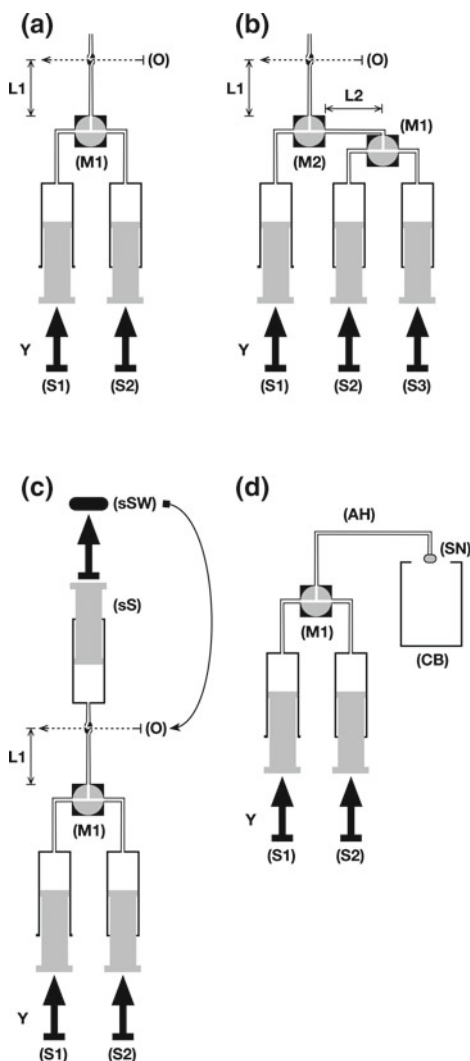 (a)
(O)
L1
(M1)
Y
(S1) (S2)
(b)
(O)
L1
L2
(M1)
(M2)
Y
(S1) (S2) (S3)
(c)
(sSW)
(sS)
(O)
L1
(M1)
Y
(S1) (S2)
(d)
(AH)
(SN)
(M1)
(CB)
Y
(S1) (S2)